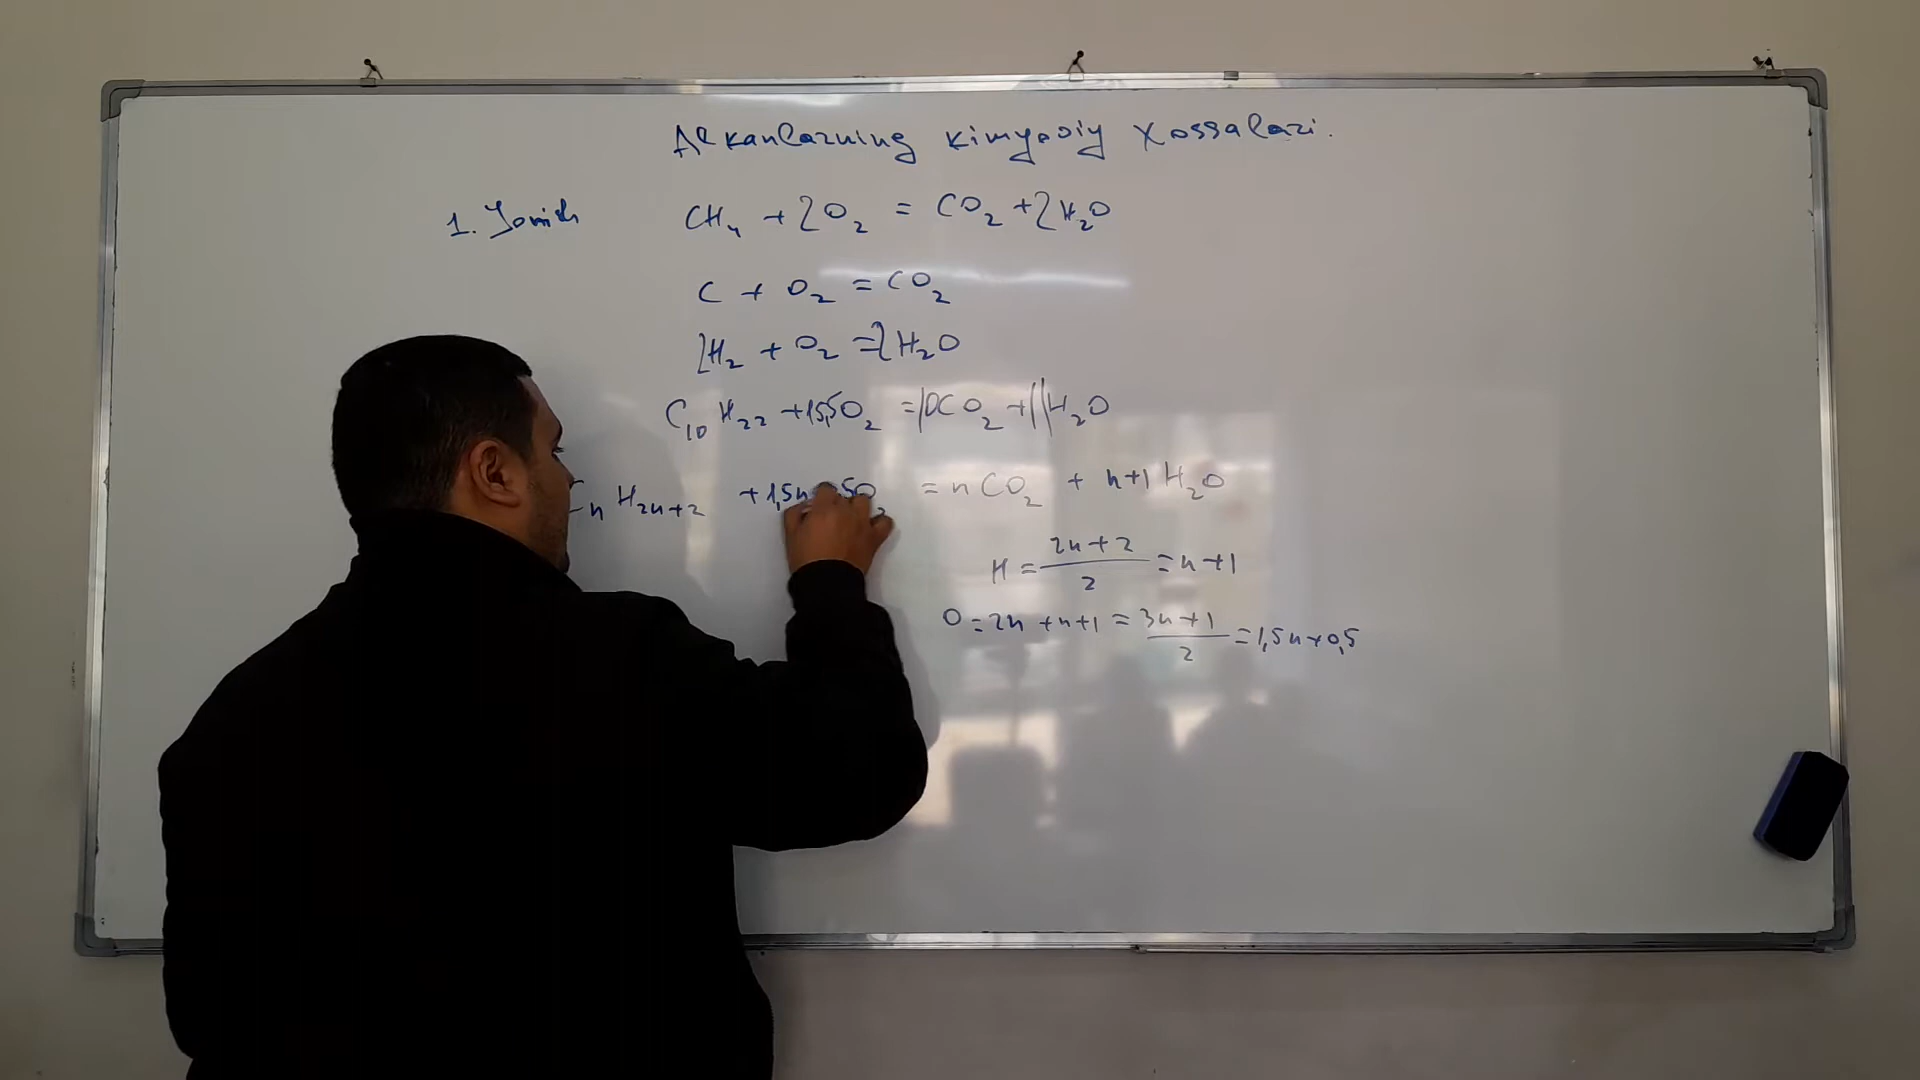 Alkanlarning kimyoviy xossalari.
1. Yonish CH₄ + 2O₂ = CO₂ + 2H₂O
C + O₂ = CO₂
2H₂ + O₂ = 2H₂O
C₁₀H₂₂ + 15,5O₂ = 10CO₂ + 11H₂O
CₙH₂ₙ₊₂ + 1,5n 5O₂ = nCO₂ + n+1 H₂O
H = (2n+2)/2 = n+1
O = 2n + n+1 = (3n+1)/2 = 1,5n+0,5